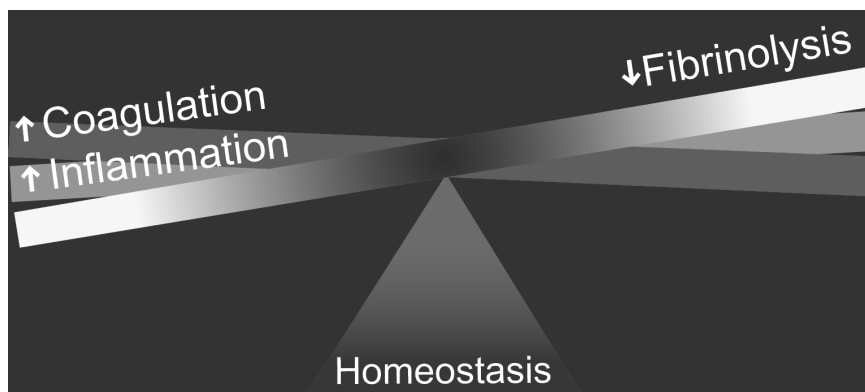 ↓Fibrinolysis
↑ Coagulation
↑ Inflammation
Homeostasis